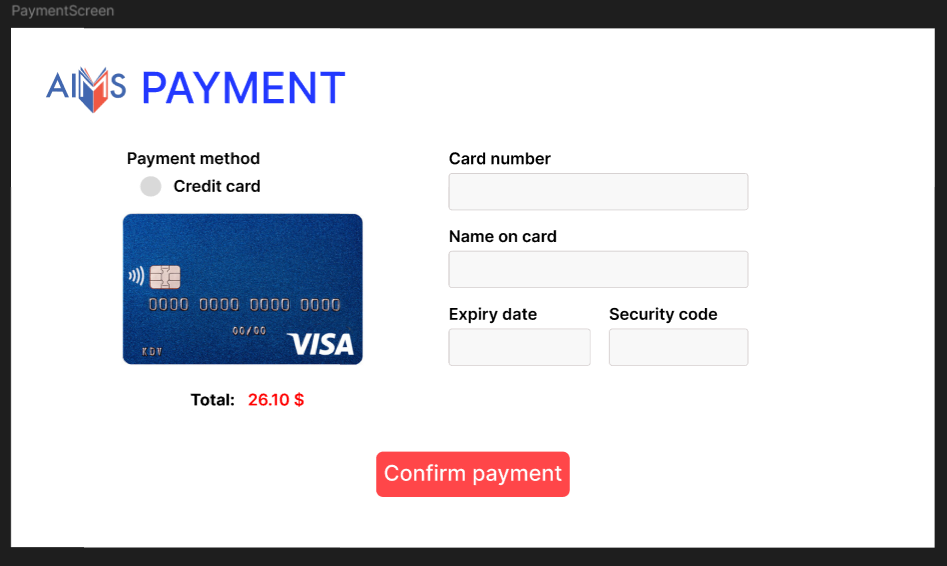 PaymentScreen
AIMS PAYMENT
Payment method
Credit card
0000 0000 0000 0000
00/00
VISA
KDV
Total: 26.10 $
Card number
Name on card
Expiry date Security code
Confirm payment